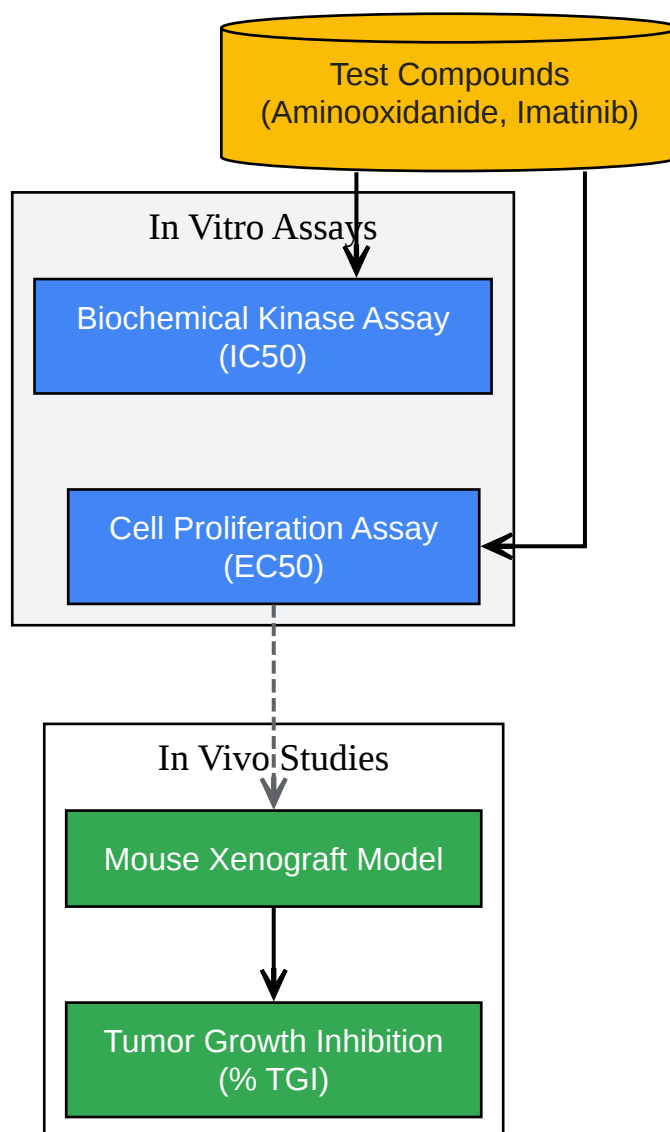 Test Compounds
(Aminooxidanide, Imatinib)
In Vitro Assays
Biochemical Kinase Assay
(IC50)
Cell Proliferation Assay
(EC50)
In Vivo Studies
Mouse Xenograft Model
Tumor Growth Inhibition
(% TGI)